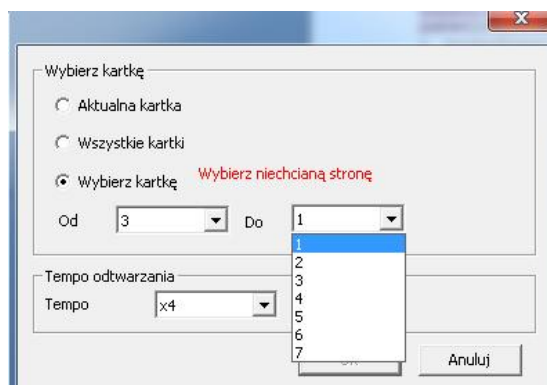 Wybierz kartkę
Aktualna kartka
Wszystkie kartki
Wybierz kartkę Wybierz niechcianą stronę
Od 3 Do 1
1
2
3
4
5
6
7
Tempo odtwarzania
Tempo x4
Anuluj